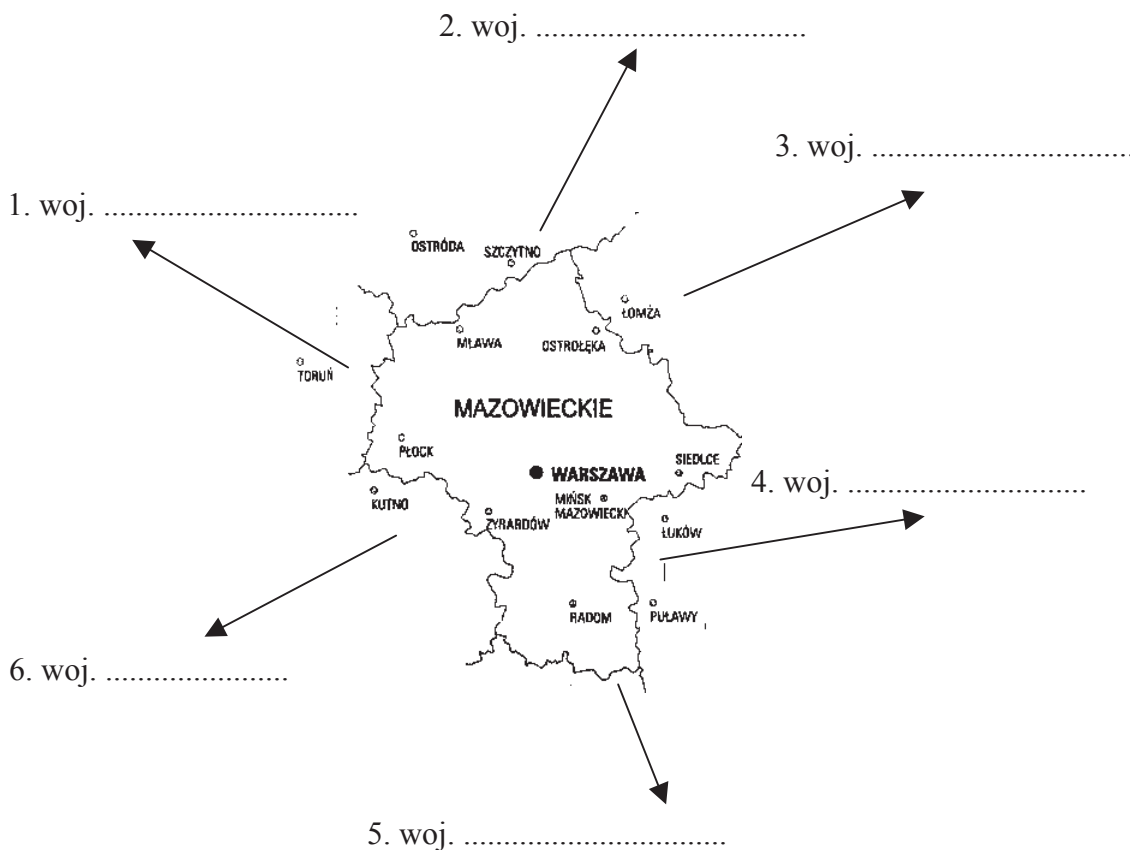 2. woj. ..............................
3. woj. .............................
1. woj. ............................
OSTRÓDA
SZCZYTNO
ŁOMŻA
MŁAWA
OSTROŁĘKA
TORUŃ
MAZOWIECKIE
PŁOCK
SIEDLCE
WARSZAWA
4. woj. ..........................
KUTNO
MIŃSK
MAZOWIECKI
ŻYRARDÓW
ŁUKÓW
RADOM
PUŁAWY
6. woj. ....................
5. woj. .............................